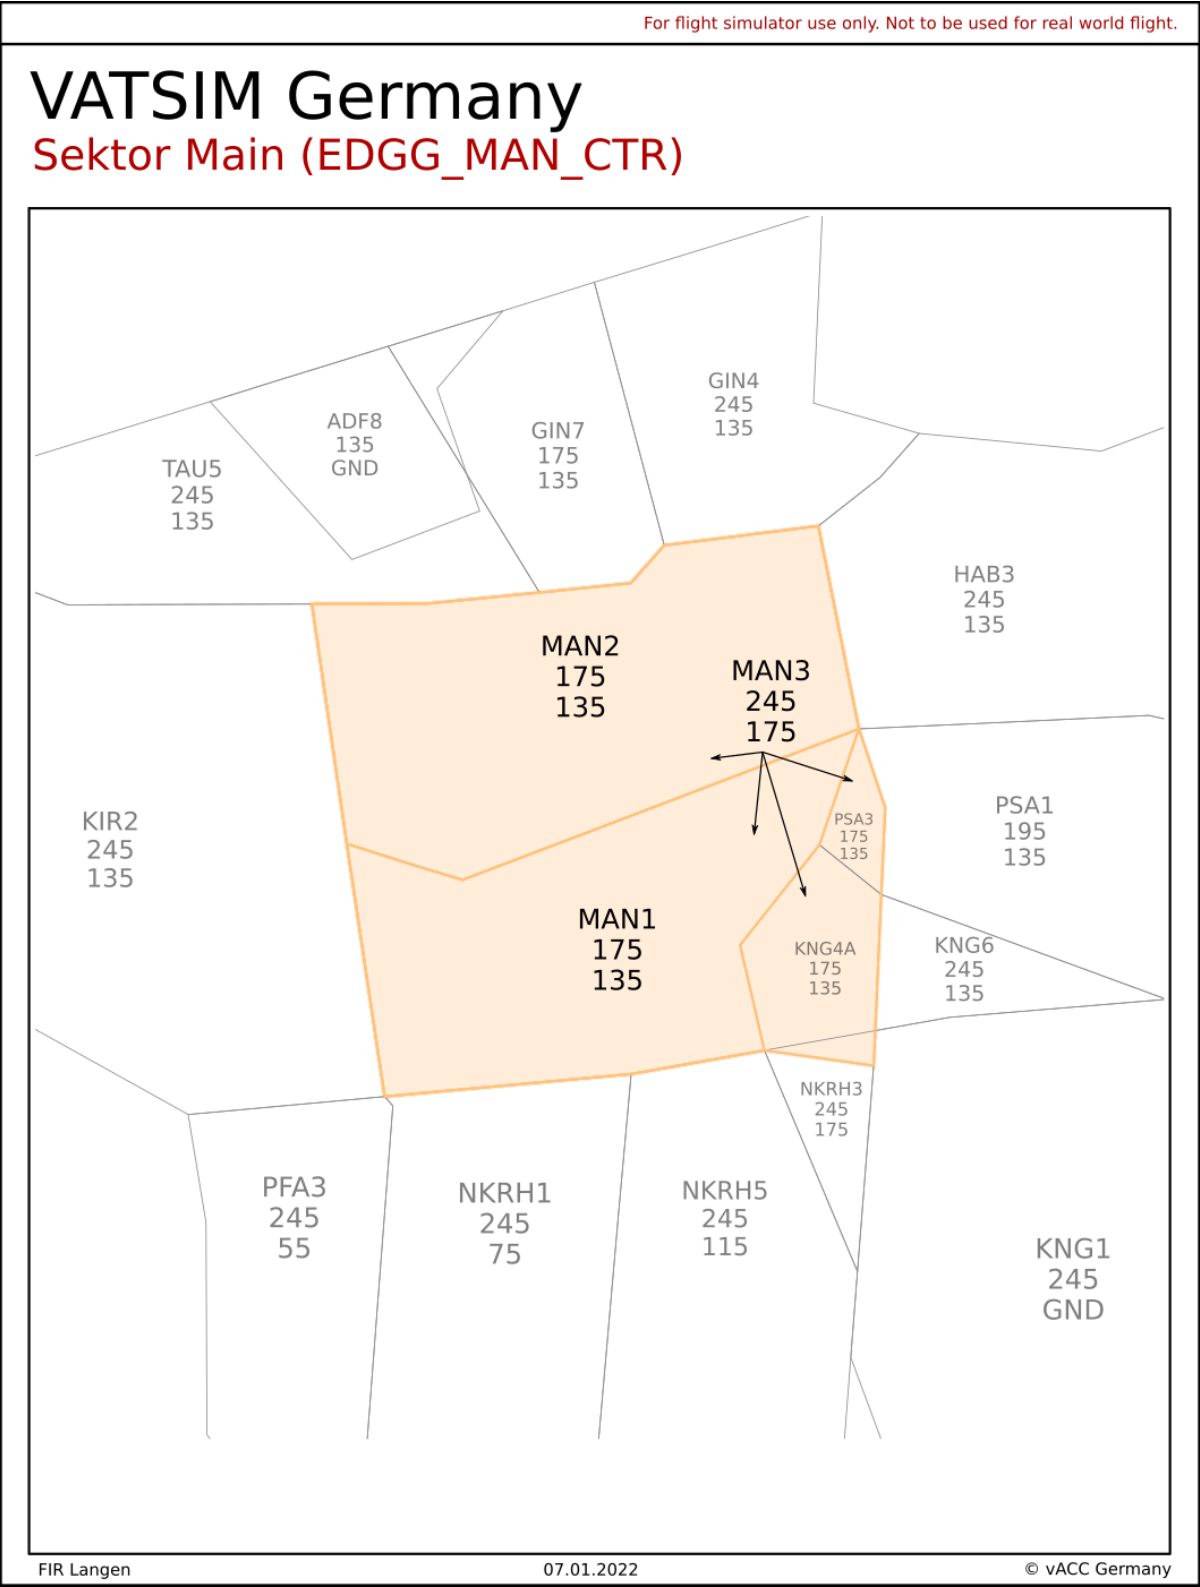 For flight simulator use only. Not to be used for real world flight.
VATSIM Germany
Sektor Main (EDGG_MAN_CTR)
GIN4
245
135
ADF8
135
GND
GIN7
175
135
TAU5
245
135
HAB3
245
135
MAN2
175
135
MAN3
245
175
KIR2
245
135
PSA3
175
135
PSA1
195
135
MAN1
175
135
KNG4A
175
135
KNG6
245
135
NKRH3
245
175
PFA3
245
55
NKRH1
245
75
NKRH5
245
115
KNG1
245
GND
FIR Langen
07.01.2022
© vACC Germany